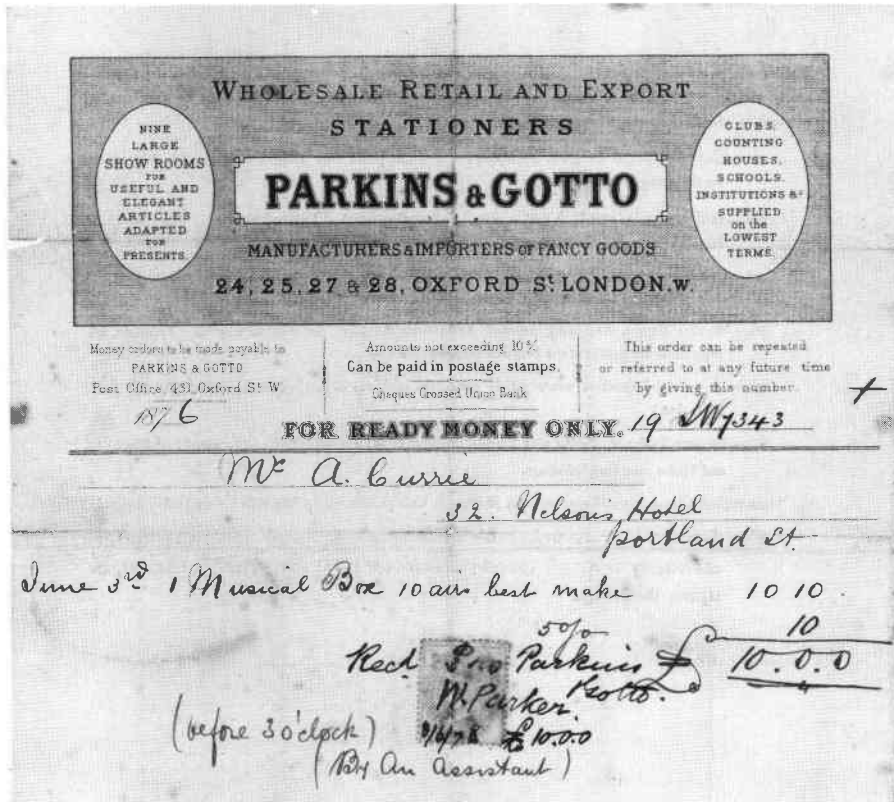 WHOLESALE RETAIL AND EXPORT
STATIONERS
PARKINS & GOTTO
MANUFACTURERS & IMPORTERS OF FANCY GOODS
24, 25, 27 & 28, OXFORD St. LONDON. W.
NINE
LARGE
SHOW ROOMS
FOR
USEFUL AND
ELEGANT
ARTICLES
ADAPTED
FOR
PRESENTS.
CLUBS,
COUNTING
HOUSES,
SCHOOLS,
INSTITUTIONS &c
SUPPLIED
on the
LOWEST
TERMS.
Money orders to be made payable to
PARKINS & GOTTO
Post Office, 431, Oxford St. W
1876
Amounts not exceeding 10/-
Can be paid in postage stamps.
Cheques Crossed Union Bank
This order can be repeated
or referred to at any future time
by giving this number.
FOR READY MONEY ONLY. 19 7343
Mr A. Currie
32. Nelsons Hotel
Portland St.
June 3rd 1 Musical Box 10 airs best make 10 10
5% 10
Recd Pro Parkins £ 10.0.0
W. Parker. Gotto.
(before 3 o'clock) £10.0.0
(By An Assistant)